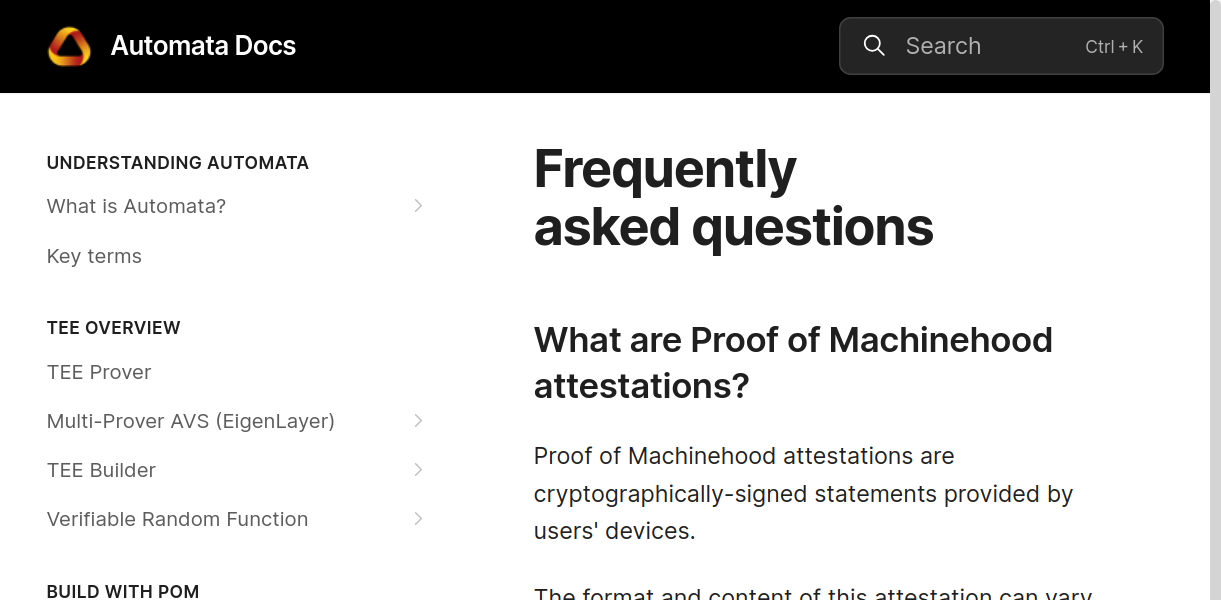 Automata Docs
Search
Ctrl + K
UNDERSTANDING AUTOMATA
What is Automata?
Key terms
TEE OVERVIEW
TEE Prover
Multi-Prover AVS (EigenLayer)
TEE Builder
Verifiable Random Function
BUILD WITH POM
Frequently
asked questions
What are Proof of Machinehood
attestations?
Proof of Machinehood attestations are
cryptographically-signed statements provided by
users' devices.
The format and content of this attestation can vary